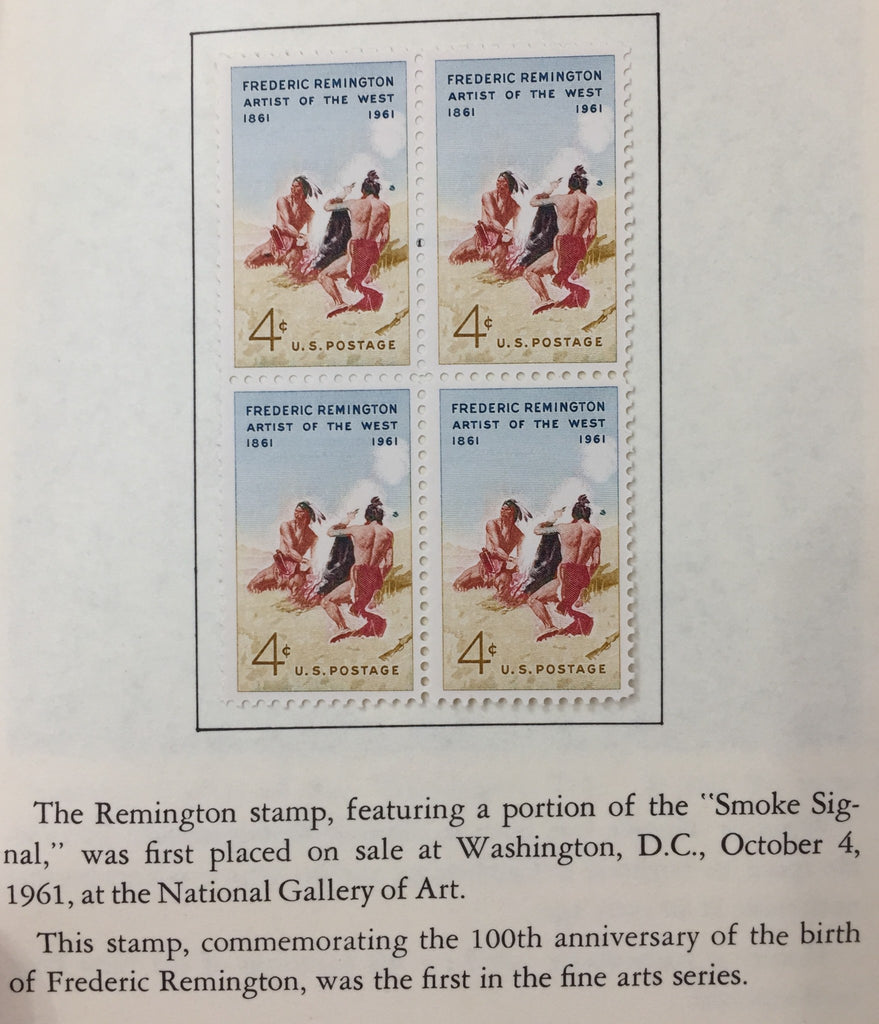 FREDERIC REMINGTON
ARTIST OF THE WEST
1861 1961
4¢ U.S. POSTAGE
FREDERIC REMINGTON
ARTIST OF THE WEST
1861 1961
4¢ U.S. POSTAGE
FREDERIC REMINGTON
ARTIST OF THE WEST
1861 1961
4¢ U.S. POSTAGE
FREDERIC REMINGTON
ARTIST OF THE WEST
1861 1961
4¢ U.S. POSTAGE
The Remington stamp, featuring a portion of the "Smoke Sig-
nal," was first placed on sale at Washington, D.C., October 4,
1961, at the National Gallery of Art.
This stamp, commemorating the 100th anniversary of the birth
of Frederic Remington, was the first in the fine arts series.